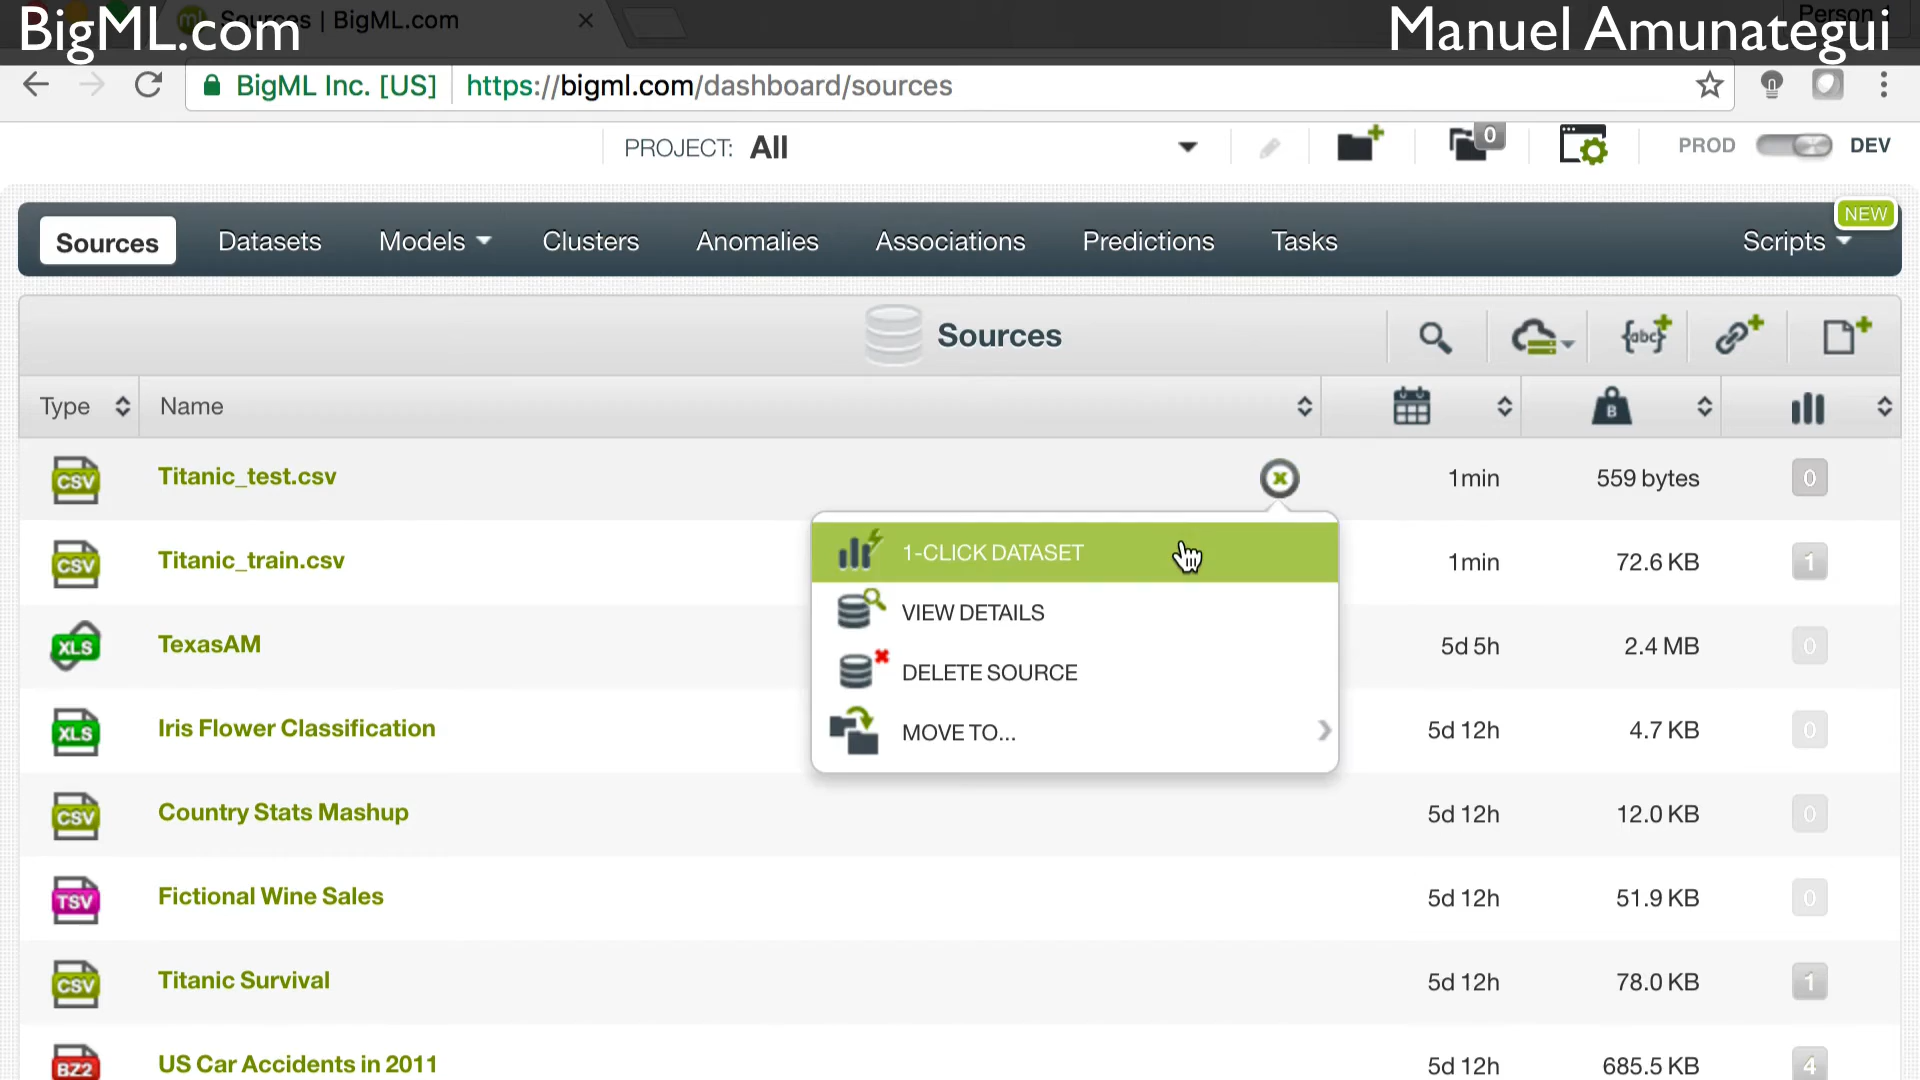 BigML.com
Manuel Amunategui
Sources | BigML.com
Person
BigML Inc. [US]
https://bigml.com/dashboard/sources
PROJECT: All
0
PROD
DEV
Sources
Datasets
Models
Clusters
Anomalies
Associations
Predictions
Tasks
Scripts
NEW
Sources
{abc}
Type
Name
B
CSV
Titanic_test.csv
1min
559 bytes
0
1-CLICK DATASET
VIEW DETAILS
DELETE SOURCE
MOVE TO...
CSV
Titanic_train.csv
1min
72.6 KB
1
XLS
TexasAM
5d 5h
2.4 MB
0
XLS
Iris Flower Classification
5d 12h
4.7 KB
0
CSV
Country Stats Mashup
5d 12h
12.0 KB
0
TSV
Fictional Wine Sales
5d 12h
51.9 KB
0
CSV
Titanic Survival
5d 12h
78.0 KB
1
BZ2
US Car Accidents in 2011
5d 12h
685.5 KB
4